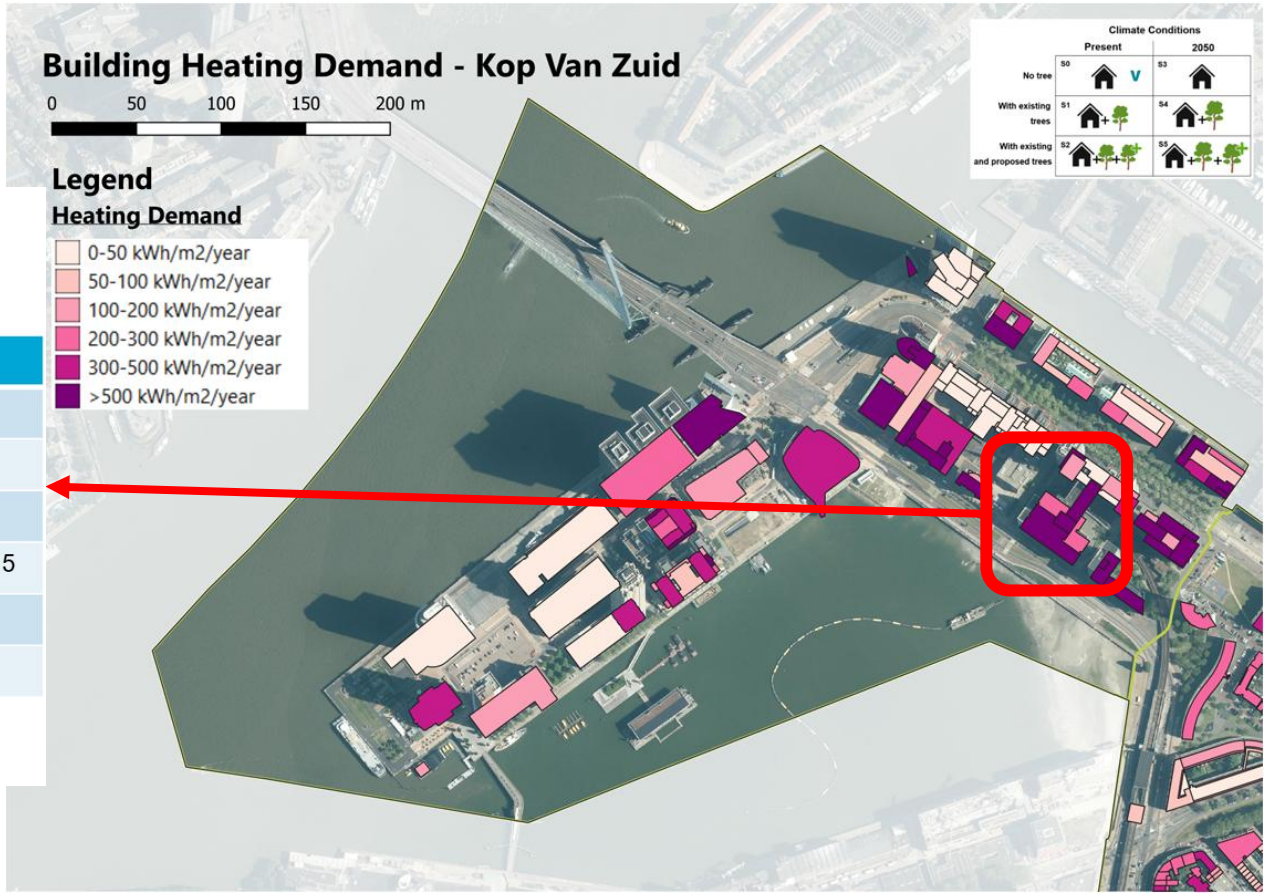 Building Heating Demand - Kop Van Zuid
0 50 100 150 200 m
Legend
Heating Demand
0-50 kWh/m2/year
50-100 kWh/m2/year
100-200 kWh/m2/year
200-300 kWh/m2/year
300-500 kWh/m2/year
>500 kWh/m2/year
5
Climate Conditions
Present 2050
No tree S0 V S3
With existing trees S1 + S4 +
With existing and proposed trees S2 + + + S5 + + +